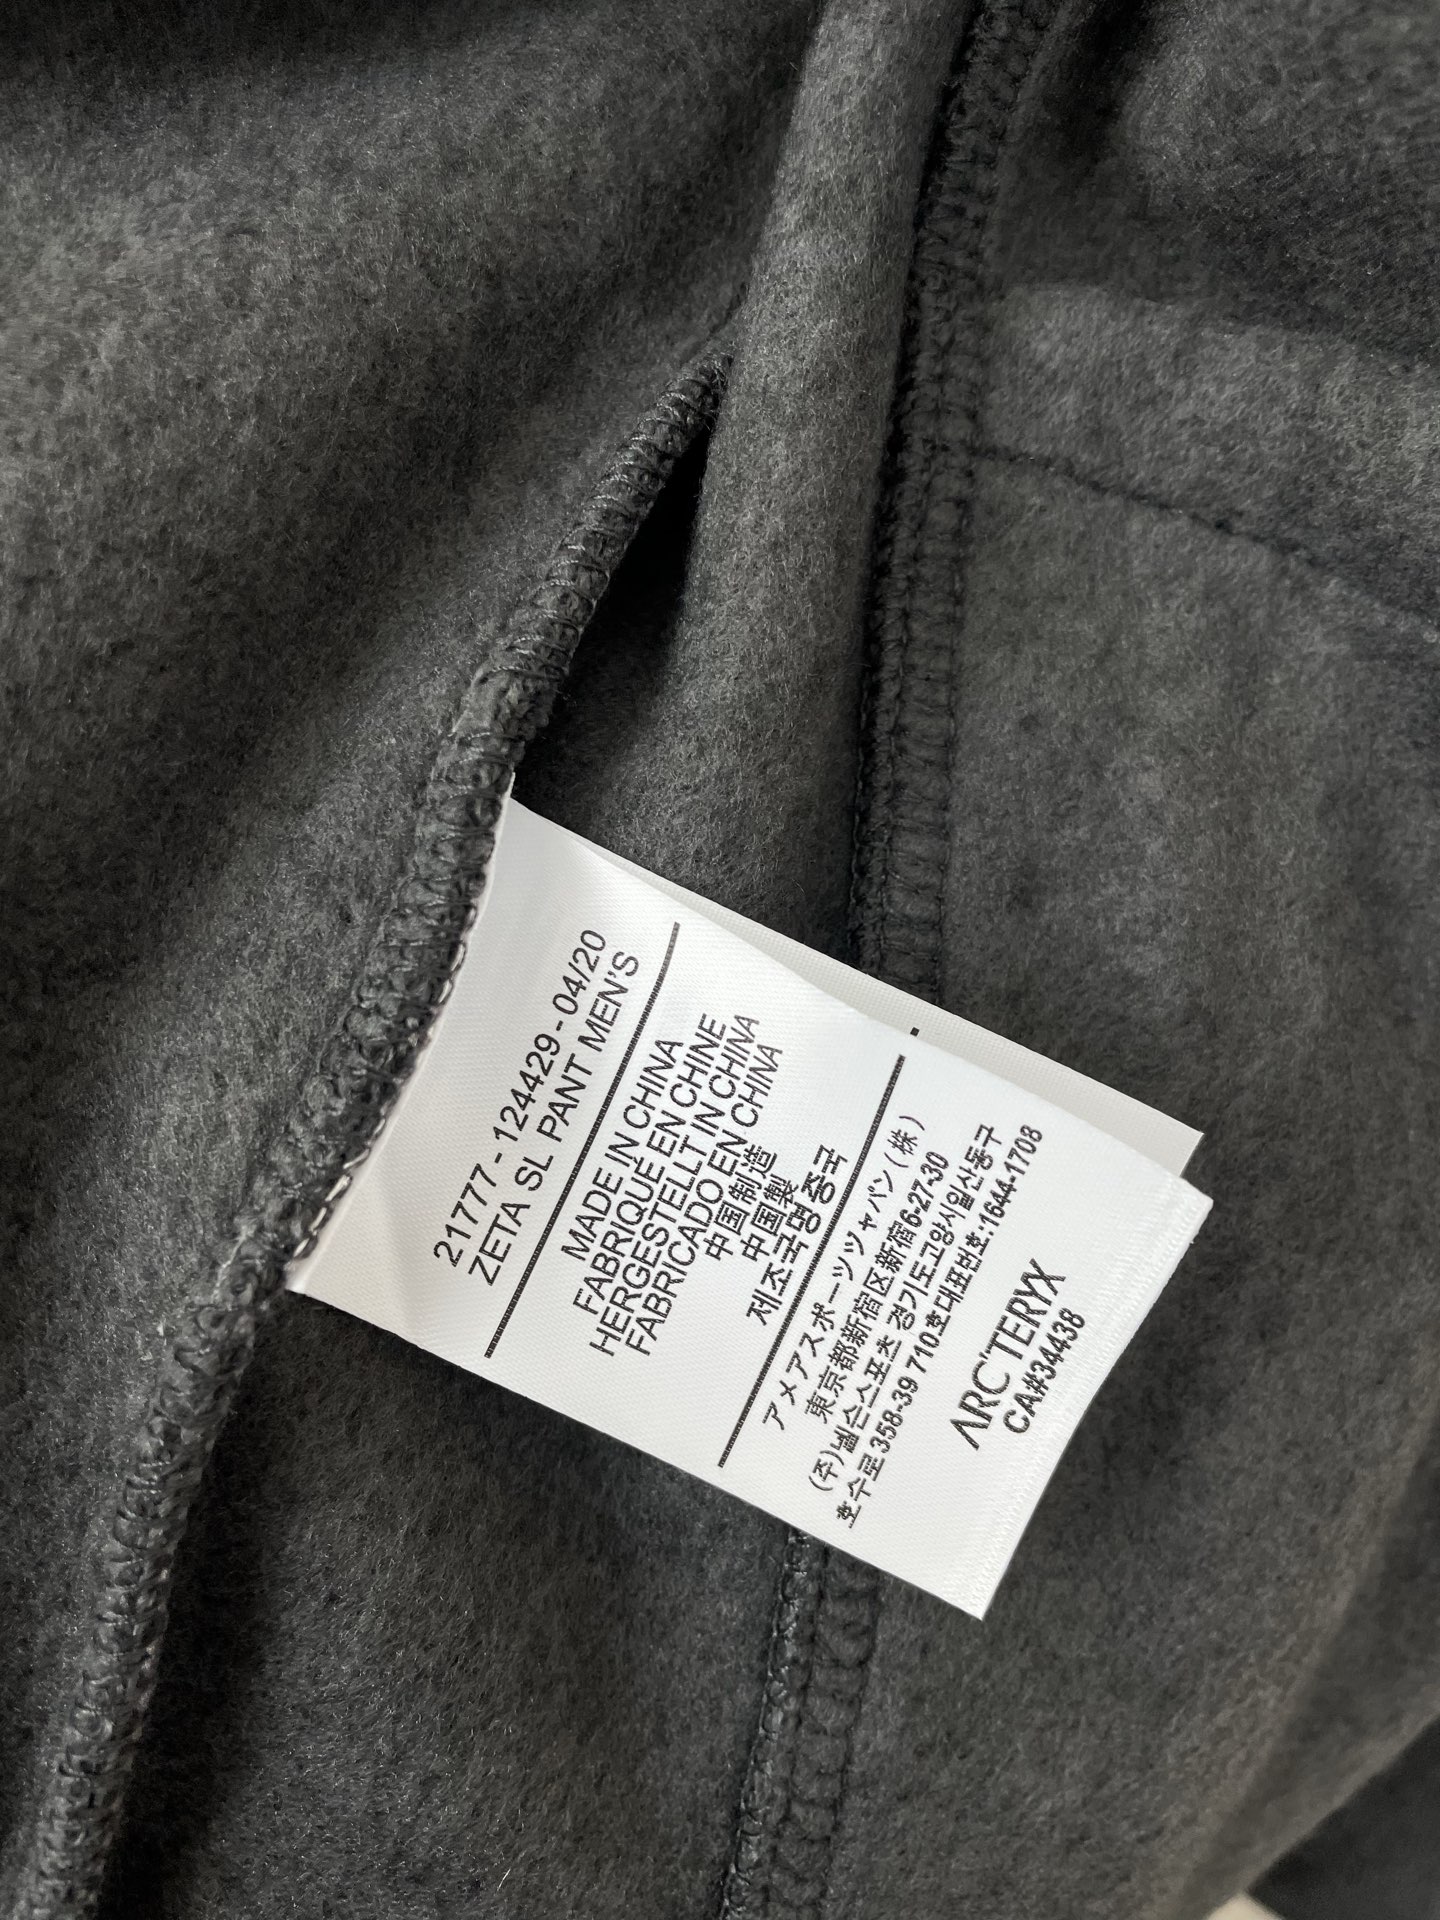 21777 - 124429 - 04/20
ZETA SL PANT MEN'S
MADE IN CHINA
FABRIQUÉ EN CHINE
HERGESTELLT IN CHINA
FABRICADO EN CHINA
中国制造
中国製
제조국명중국
アメアスポーツジャパン(株)
東京都新宿区新宿6-27-30
(주)넬슨스포츠 경기도고양시일산동구
호수로358-39 710호대표번호:1644-1708
ARC'TERYX
CA#34438